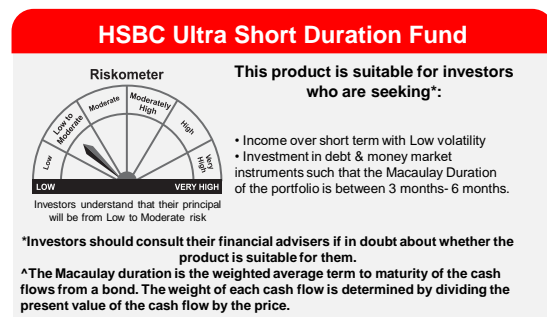 HSBC Ultra Short Duration Fund
Riskometer
Low
Low to
Moderate
Moderate
Moderately
High
High
Very
High
LOW
VERY HIGH
Investors understand that their principal
will be from Low to Moderate risk
This product is suitable for investors
who are seeking*:
• Income over short term with Low volatility
• Investment in debt & money market
instruments such that the Macaulay Duration
of the portfolio is between 3 months- 6 months.
*Investors should consult their financial advisers if in doubt about whether the
product is suitable for them.
^The Macaulay duration is the weighted average term to maturity of the cash
flows from a bond. The weight of each cash flow is determined by dividing the
present value of the cash flow by the price.